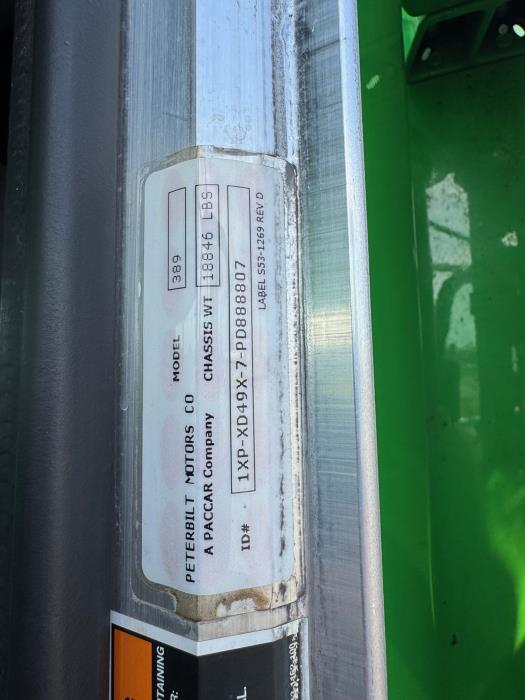 PETERBILT MOTORS CO MODEL 389
A PACCAR Company CHASSIS WT 18846 LBS
ID# 1XP-XD49X-7-PD888807
LABEL S53-1269 REV D